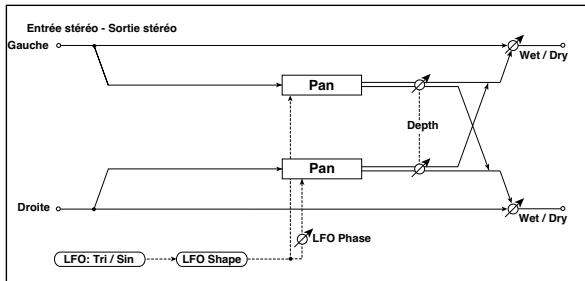 Entrée stéréo - Sortie stéréo
Gauche
Wet / Dry
Pan
Depth
Pan
Droite
Wet / Dry
LFO Phase
LFO: Tri / Sin
LFO Shape